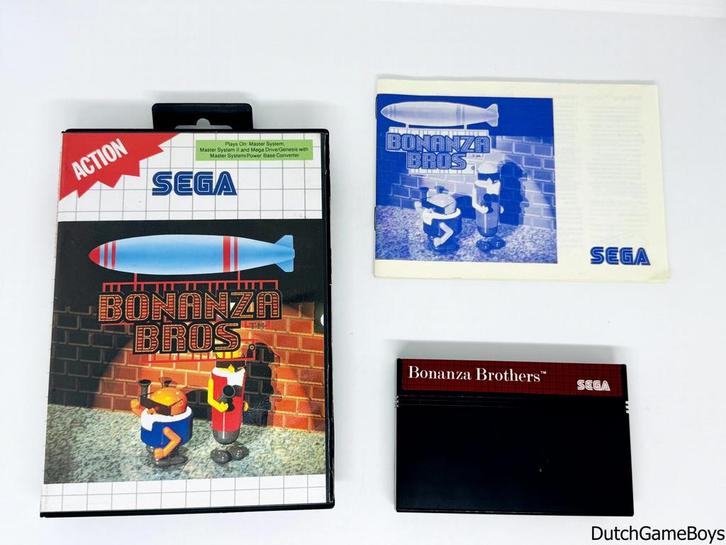 ACTION
Plays On: Master System,
Master System II and Mega Drive/Genesis with
Master System/Power Base Converter
SEGA
BONANZA
BROS™
BONANZA
BROS
SEGA
Bonanza Brothers™
SEGA
DutchGameBoys